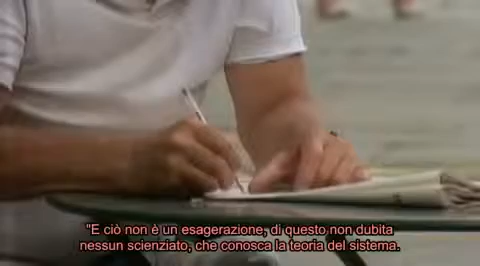 "E ciò non è un esagerazione, di questo non dubita
nessun scienziato, che conosca la teoria del sistema.